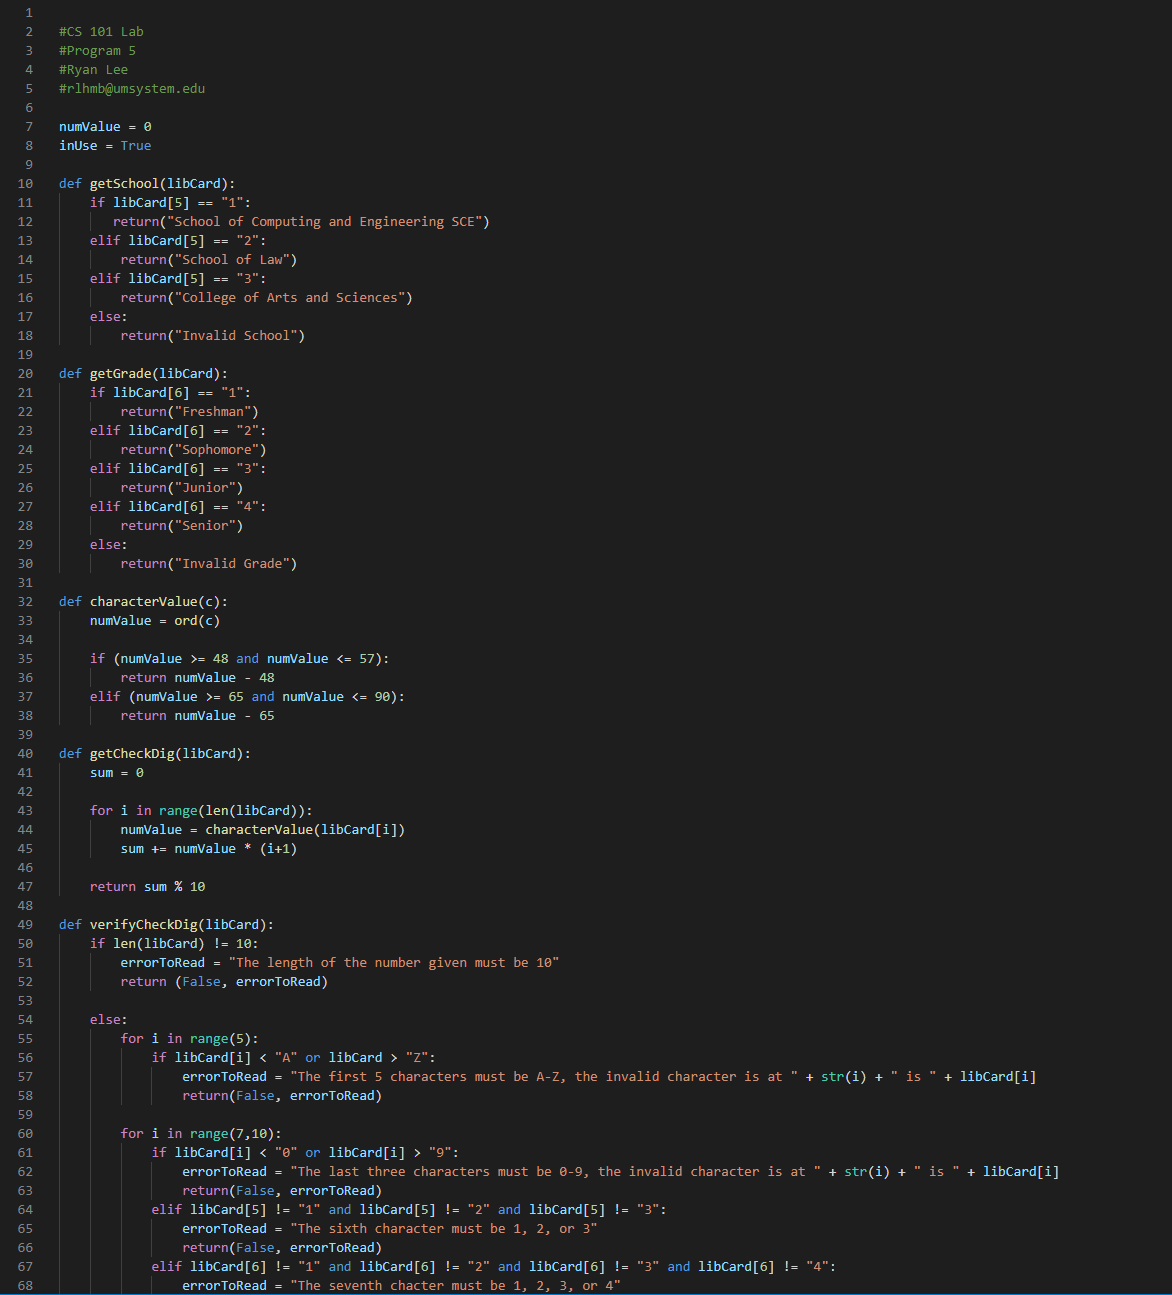 1
2 #CS 101 Lab
3 #Program 5
4 #Ryan Lee
5 #rlhmb@umsystem.edu
6
7 numValue = 0
8 inUse = True
9
10 def getSchool(libCard):
11     if libCard[5] == "1":
12        return("School of Computing and Engineering SCE")
13     elif libCard[5] == "2":
14         return("School of Law")
15     elif libCard[5] == "3":
16         return("College of Arts and Sciences")
17     else:
18         return("Invalid School")
19
20 def getGrade(libCard):
21     if libCard[6] == "1":
22         return("Freshman")
23     elif libCard[6] == "2":
24         return("Sophomore")
25     elif libCard[6] == "3":
26         return("Junior")
27     elif libCard[6] == "4":
28         return("Senior")
29     else:
30         return("Invalid Grade")
31
32 def characterValue(c):
33     numValue = ord(c)
34
35     if (numValue >= 48 and numValue <= 57):
36         return numValue - 48
37     elif (numValue >= 65 and numValue <= 90):
38         return numValue - 65
39
40 def getCheckDig(libCard):
41     sum = 0
42
43     for i in range(len(libCard)):
44         numValue = characterValue(libCard[i])
45         sum += numValue * (i+1)
46
47     return sum % 10
48
49 def verifyCheckDig(libCard):
50     if len(libCard) != 10:
51         errorToRead = "The length of the number given must be 10"
52         return (False, errorToRead)
53
54     else:
55         for i in range(5):
56             if libCard[i] < "A" or libCard > "Z":
57                 errorToRead = "The first 5 characters must be A-Z, the invalid character is at " + str(i) + " is " + libCard[i]
58                 return(False, errorToRead)
59
60         for i in range(7,10):
61             if libCard[i] < "0" or libCard[i] > "9":
62                 errorToRead = "The last three characters must be 0-9, the invalid character is at " + str(i) + " is " + libCard[i]
63                 return(False, errorToRead)
64             elif libCard[5] != "1" and libCard[5] != "2" and libCard[5] != "3":
65                 errorToRead = "The sixth character must be 1, 2, or 3"
66                 return(False, errorToRead)
67             elif libCard[6] != "1" and libCard[6] != "2" and libCard[6] != "3" and libCard[6] != "4":
68                 errorToRead = "The seventh chacter must be 1, 2, 3, or 4"